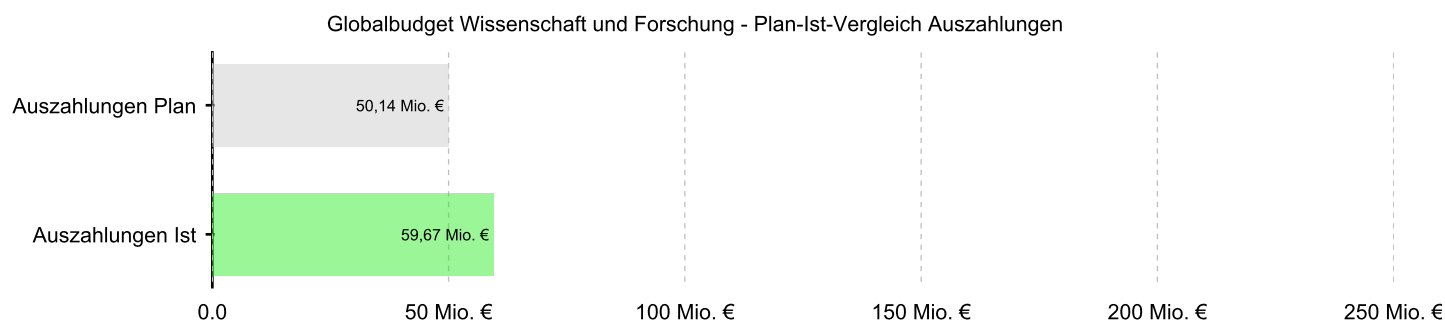 Globalbudget Wissenschaft und Forschung - Plan-Ist-Vergleich Auszahlungen
Auszahlungen Plan
50,14 Mio. €
Auszahlungen Ist
59,67 Mio. €
0.0
50 Mio. €
100 Mio. €
150 Mio. €
200 Mio. €
250 Mio. €